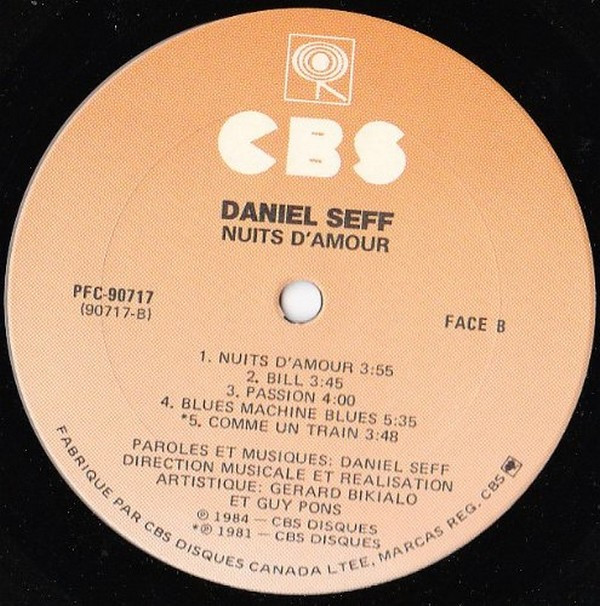 CBS
DANIEL SEFF
NUITS D'AMOUR
PFC-90717
(90717-B)
FACE B
1. NUITS D'AMOUR 3:55
2. BILL 3:45
3. PASSION 4:00
4. BLUES MACHINE BLUES 5:35
*5. COMME UN TRAIN 3:48
PAROLES ET MUSIQUES: DANIEL SEFF
DIRECTION MUSICALE ET REALISATION
ARTISTIQUE: GERARD BIKIALO
ET GUY PONS
℗ 1984 — CBS DISQUES
*℗ 1981 — CBS DISQUES
FABRIQUE PAR CBS DISQUES CANADA LTEE, MARCAS REG. CBS